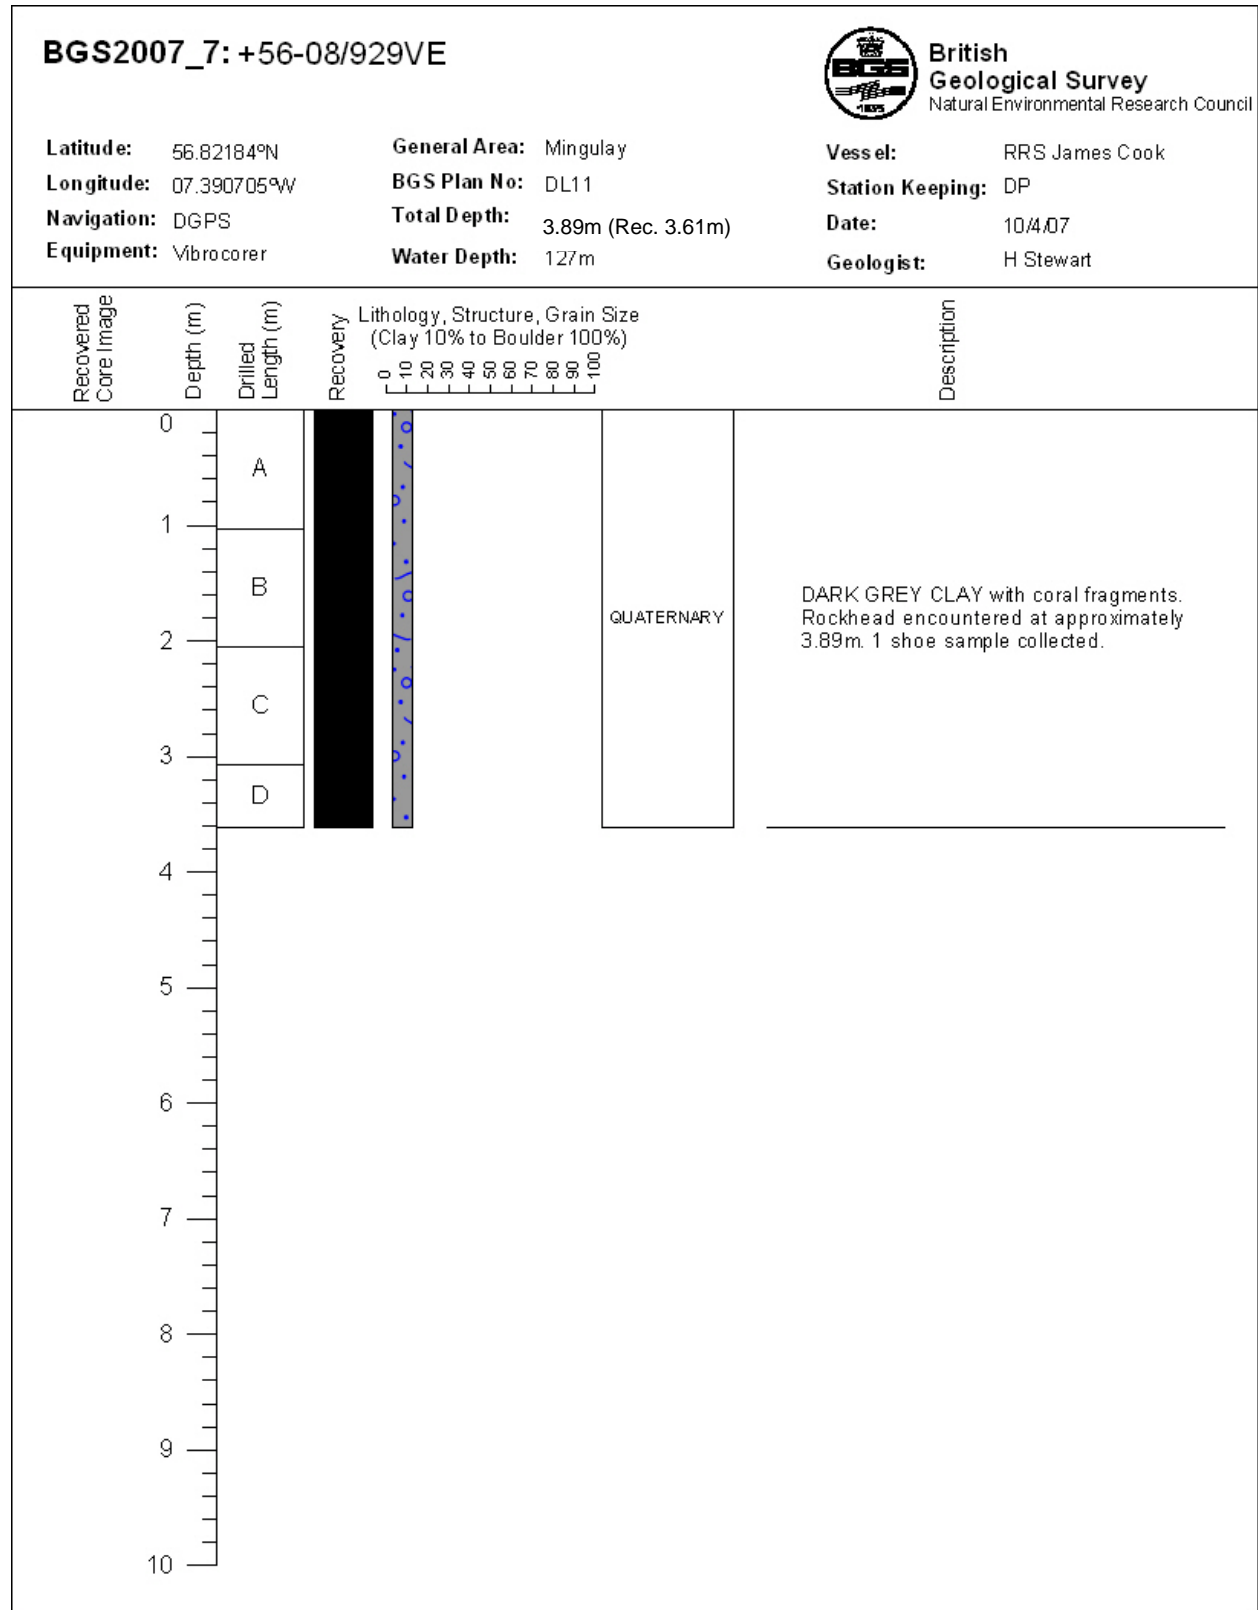 BGS2007_7: +56-08/929VE
BGS
1835
British
Geological Survey
Natural Environmental Research Council
Latitude: 56.82184ºN
Longitude: 07.390705ºW
Navigation: DGPS
Equipment: Vibrocorer
General Area: Mingulay
BGS Plan No: DL11
Total Depth: 3.89m (Rec. 3.61m)
Water Depth: 127m
Vessel: RRS James Cook
Station Keeping: DP
Date: 10/4/07
Geologist: H Stewart
Recovered
Core Image
Depth (m)
Drilled
Length (m)
Recovery
Lithology, Structure, Grain Size
(Clay 10% to Boulder 100%)
0 10 20 30 40 50 60 70 80 90 100
Description
0
A
1
B
DARK GREY CLAY with coral fragments.
QUATERNARY
Rockhead encountered at approximately
2
3.89m. 1 shoe sample collected.
C
3
D
4
5
6
7
8
9
10